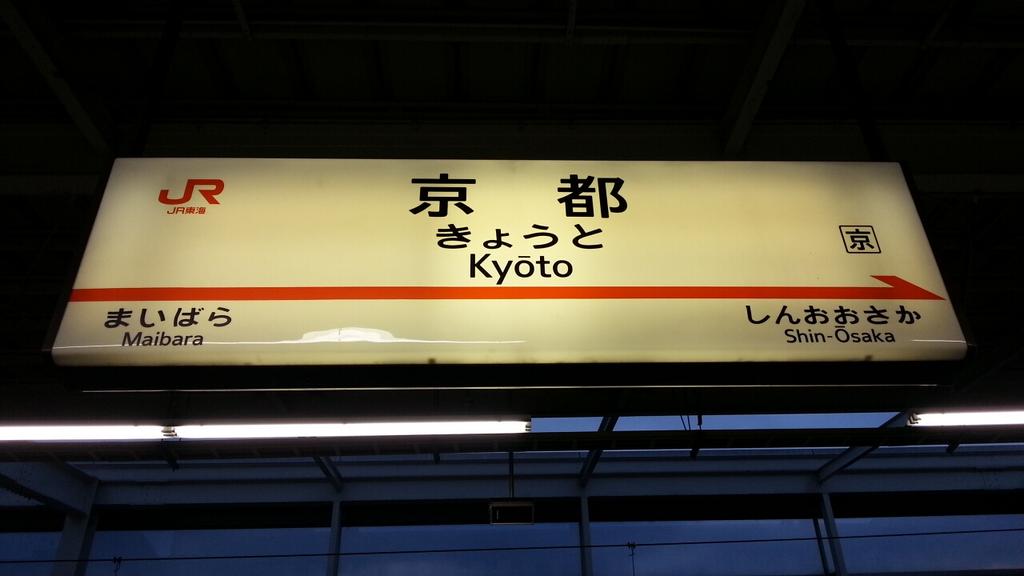 JR
JR東海
京都
きょうと
Kyōto
京
まいばら
Maibara
しんおおさか
Shin-Ōsaka